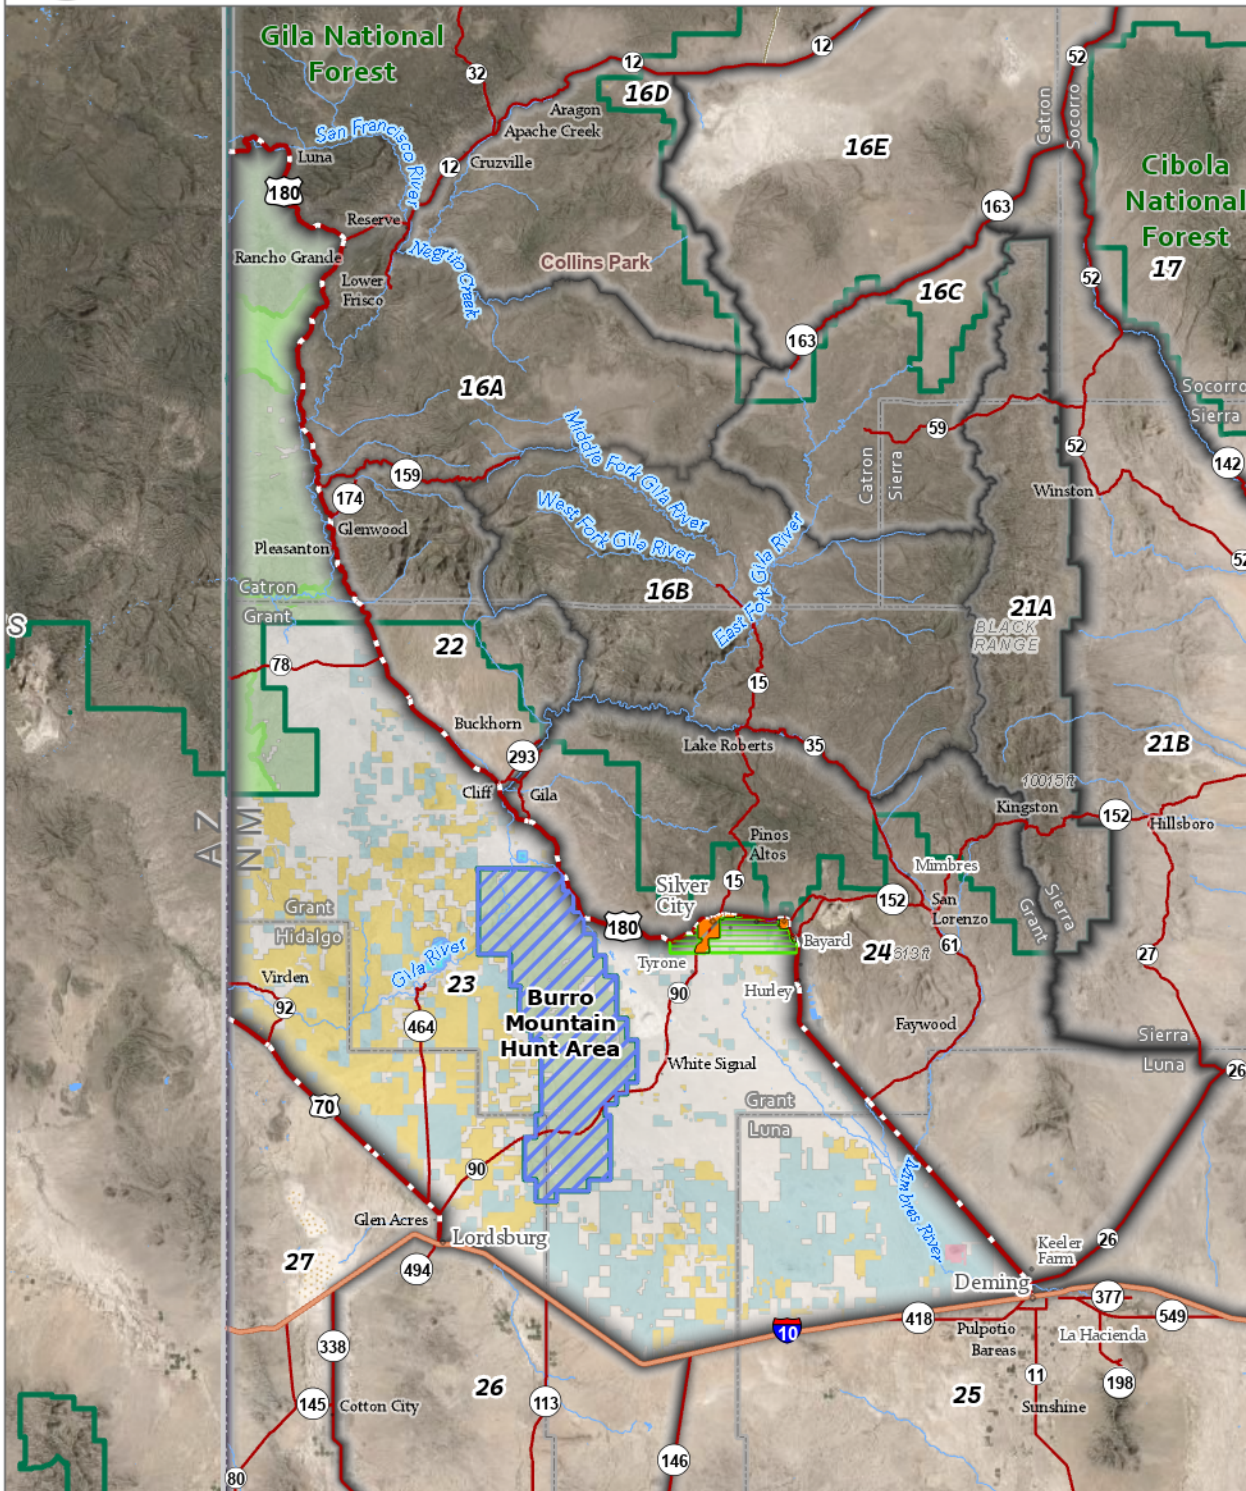 Gila National
Forest
32
12
12
52
16D
Aragon
Apache Creek
Catron
Socorro
San Francisco River
Luna
12
Cruzville
16E
Cibola
National
Forest
180
Reserve
163
Rancho Grande
Negrito Creek
Collins Park
17
Lower
Frisco
52
16C
163
16A
Socorro
Sierra
Middle Fork Gila River
59
52
142
159
174
Catron
Sierra
Winston
West Fork Gila River
Glenwood
Pleasanton
East Fork Gila River
52
Catron
Grant
16B
21A
BLACK
RANGE
S
22
78
15
Buckhorn
Lake Roberts
35
21B
293
10015 ft
Cliff
Gila
Kingston
152
Hillsboro
AZ
NM
Pinos
Altos
Mimbres
Silver
City
15
152
San
Lorenzo
Sierra
Grant
Grant
Hidalgo
180
Tyrone
Bayard
24
61
27
Gila River
Virden
23
90
Hurley
92
Burro
Mountain
Hunt Area
464
Faywood
Sierra
Luna
White Signal
26
70
Grant
Luna
90
Mimbres River
Glen Acres
Lordsburg
Keeler
Farm
26
27
494
Deming
377
10
418
549
338
Pulpotio
Bareas
La Hacienda
26
145
Cotton City
113
25
11
198
Sunshine
146
80